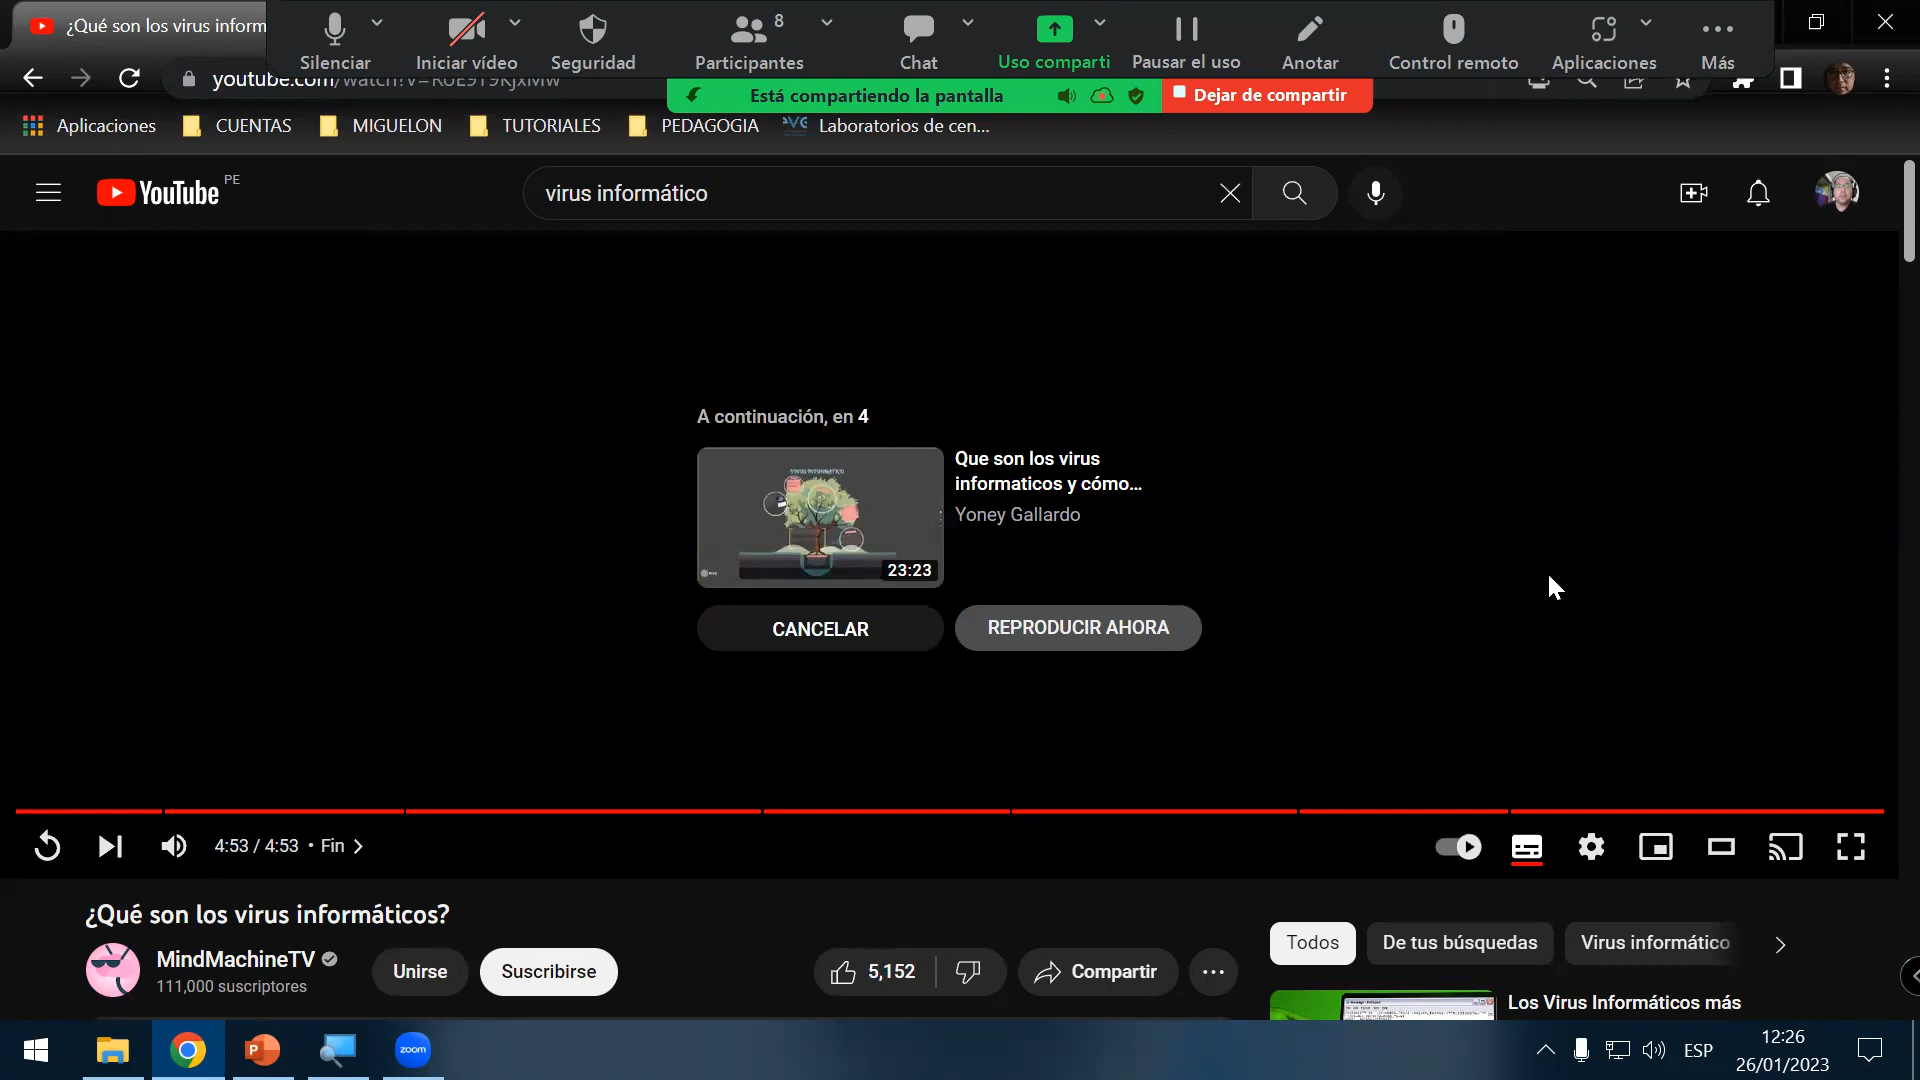 ¿Qué son los virus inform
Silenciar
Iniciar vídeo
Seguridad
Participantes
8
Chat
Uso comparti
Pausar el uso
Anotar
Control remoto
Aplicaciones
Más
Está compartiendo la pantalla
Dejar de compartir
Aplicaciones
CUENTAS
MIGUELON
TUTORIALES
PEDAGOGIA
Laboratorios de cen...
YouTube PE
virus informático
A continuación, en 4
VIRUS INFORMÁTICO
23:23
Que son los virus
informaticos y cómo...
Yoney Gallardo
CANCELAR
REPRODUCIR AHORA
4:53 / 4:53 • Fin
¿Qué son los virus informáticos?
MindMachineTV
111,000 suscriptores
Unirse
Suscribirse
5,152
Compartir
Todos
De tus búsquedas
Virus informático
Los Virus Informáticos más
zoom
ESP
12:26
26/01/2023